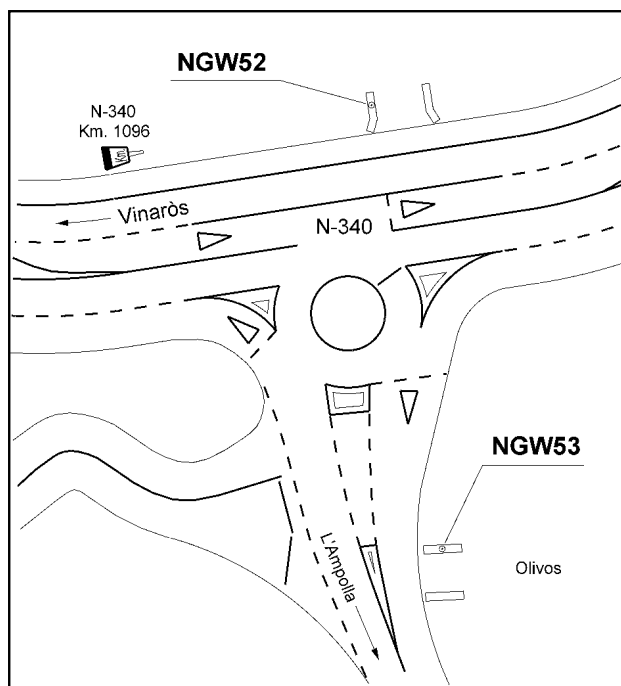 NGW52
N-340
Km. 1096
Km.
Vinaròs
N-340
NGW53
L'Ampolla
Olivos